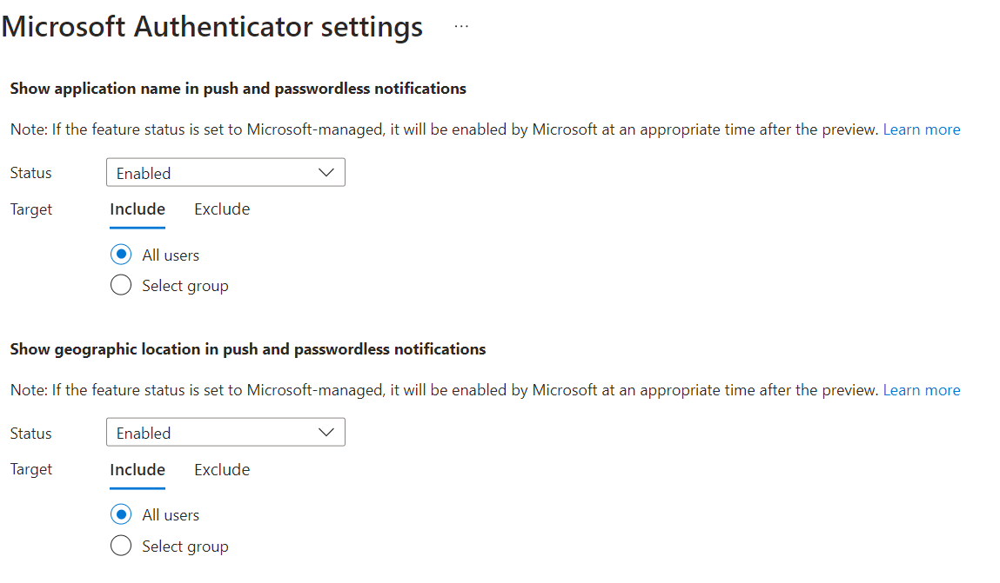 Microsoft Authenticator settings ...
Show application name in push and passwordless notifications
Note: If the feature status is set to Microsoft-managed, it will be enabled by Microsoft at an appropriate time after the preview. Learn more
Status Enabled
Target Include Exclude
All users
Select group
Show geographic location in push and passwordless notifications
Note: If the feature status is set to Microsoft-managed, it will be enabled by Microsoft at an appropriate time after the preview. Learn more
Status Enabled
Target Include Exclude
All users
Select group